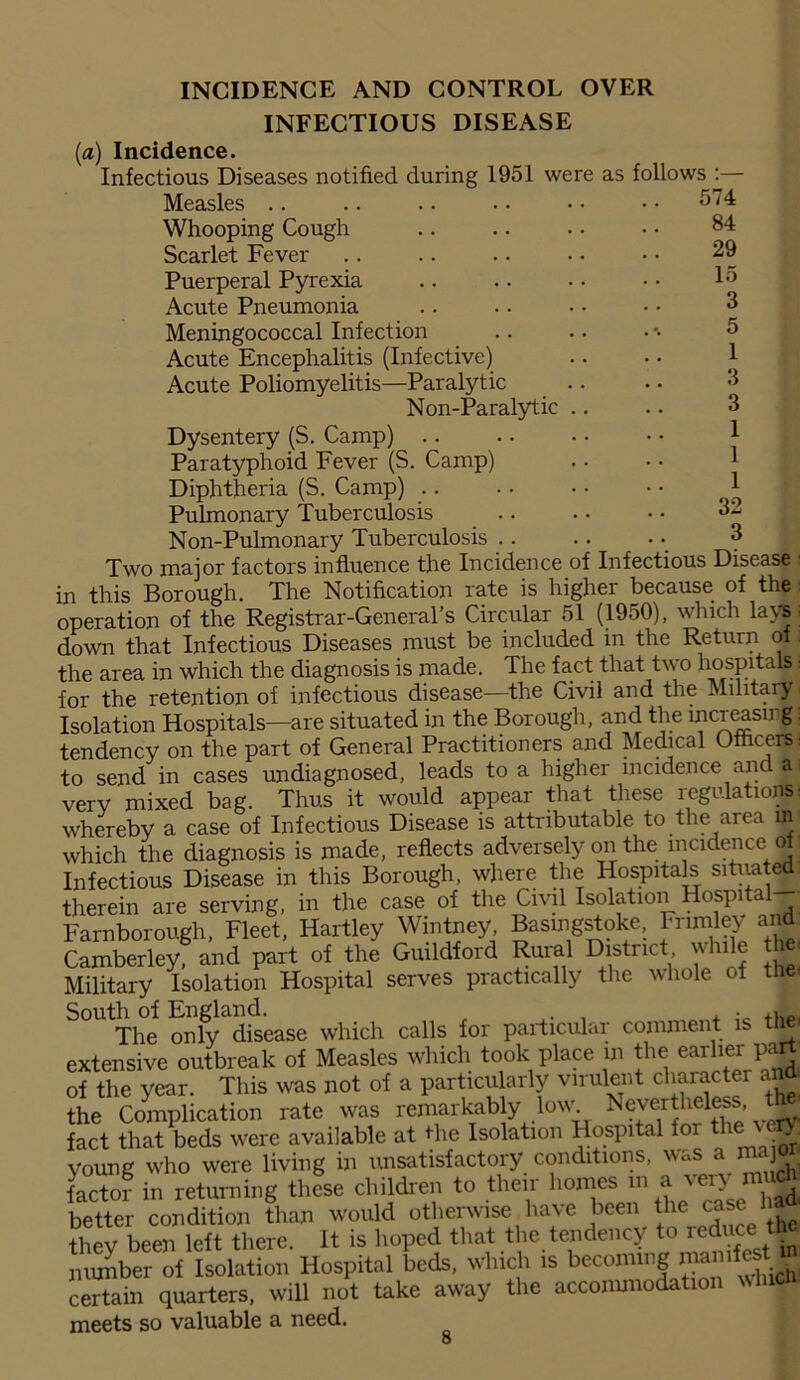 INCIDENCE AND CONTROL OVER
INFECTIOUS DISEASE
(a) Incidence.
Infectious Diseases notified during 1951 were as follows :—
Measles .. .. .. .. .. .. 574
Whooping Cough .. .. .. .. 84
Scarlet Fever .. .. .. .. .. 29
Puerperal Pyrexia .. .. .. .. 15
Acute Pneumonia .. .. .. .. 3
Meningococcal Infection .. .. .. 5
Acute Encephalitis (Infective) .. .. 1
Acute Poliomyelitis—Paralytic .. .. 3
Non-Paralytic .. .. 3
Dysentery (S. Camp) .. .. .. .. 1
Paratyphoid Fever (S. Camp) .. .. 1
Diphtheria (S. Camp) .. .. .. .. 1
Pulmonary Tuberculosis .. .. .. 32
Non-Pulmonary Tuberculosis .. .. .. 3
Two major factors influence the Incidence of Infectious Disease
in this Borough. The Notification rate is higher because of the
operation of the Registrar-General's Circular 51 (1950), which lays
down that Infectious Diseases must be included in the Return of
the area in which the diagnosis is made. The fact that two hospitals
for the retention of infectious disease—the Civil and the Military
Isolation Hospitals—are situated in the Borough, and the increasing
tendency on the part of General Practitioners and Medical Officers
to send in cases undiagnosed, leads to a higher incidence and a
very mixed bag. Thus it would appear that these regulations
whereby a case of Infectious Disease is attributable to the area in
which the diagnosis is made, reflects adversely on the incidence of
Infectious Disease in this Borough, where the Hospitals situated
therein are serving, in the case of the Civil Isolation Hospital—
Farnborough, Fleet, Hartley Wintney, Basingstoke, Frimley and
Camberley, and part of the Guildford Rural District, while the
Military Isolation Hospital serves practically the whole of the
South of England.
The only disease which calls for particular comment is the
extensive outbreak of Measles which took place in the earlier part
of the year. This was not of a particularly virulent character and
the Complication rate was remarkably low. Nevertheless, the
fact that beds were available at the Isolation Hospital for the very
young who were living in unsatisfactory conditions, was a major
factor in returning these children to their homes in a very much
better condition than would otherwise have been the case had
they been left there. It is hoped that the tendency to reduce the
number of Isolation Hospital beds, which is becoming manifest in
certain quarters, will not take away the accommodation which
meets so valuable a need.
8